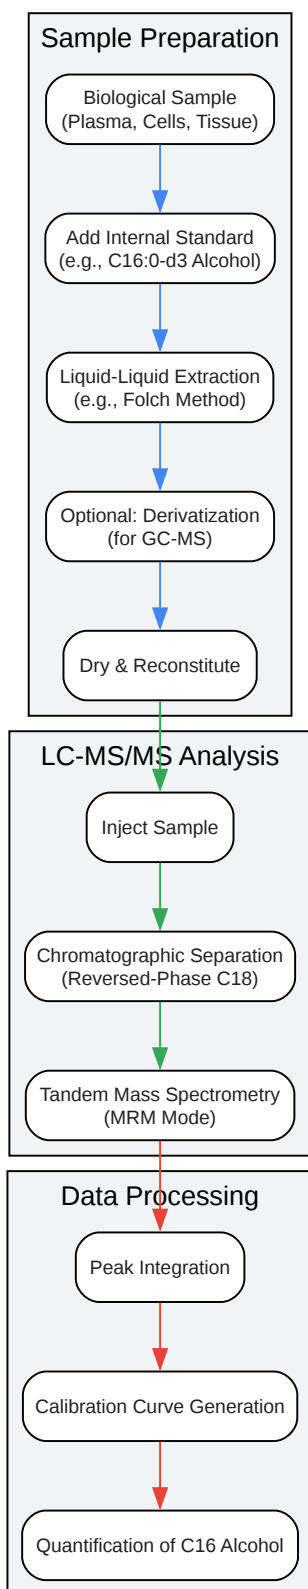 Sample Preparation
Biological Sample
(Plasma, Cells, Tissue)
Add Internal Standard
(e.g., C16:0-d3 Alcohol)
Liquid-Liquid Extraction
(e.g., Folch Method)
Optional: Derivatization
(for GC-MS)
Dry & Reconstitute
LC-MS/MS Analysis
Inject Sample
Chromatographic Separation
(Reversed-Phase C18)
Tandem Mass Spectrometry
(MRM Mode)
Data Processing
Peak Integration
Calibration Curve Generation
Quantification of C16 Alcohol